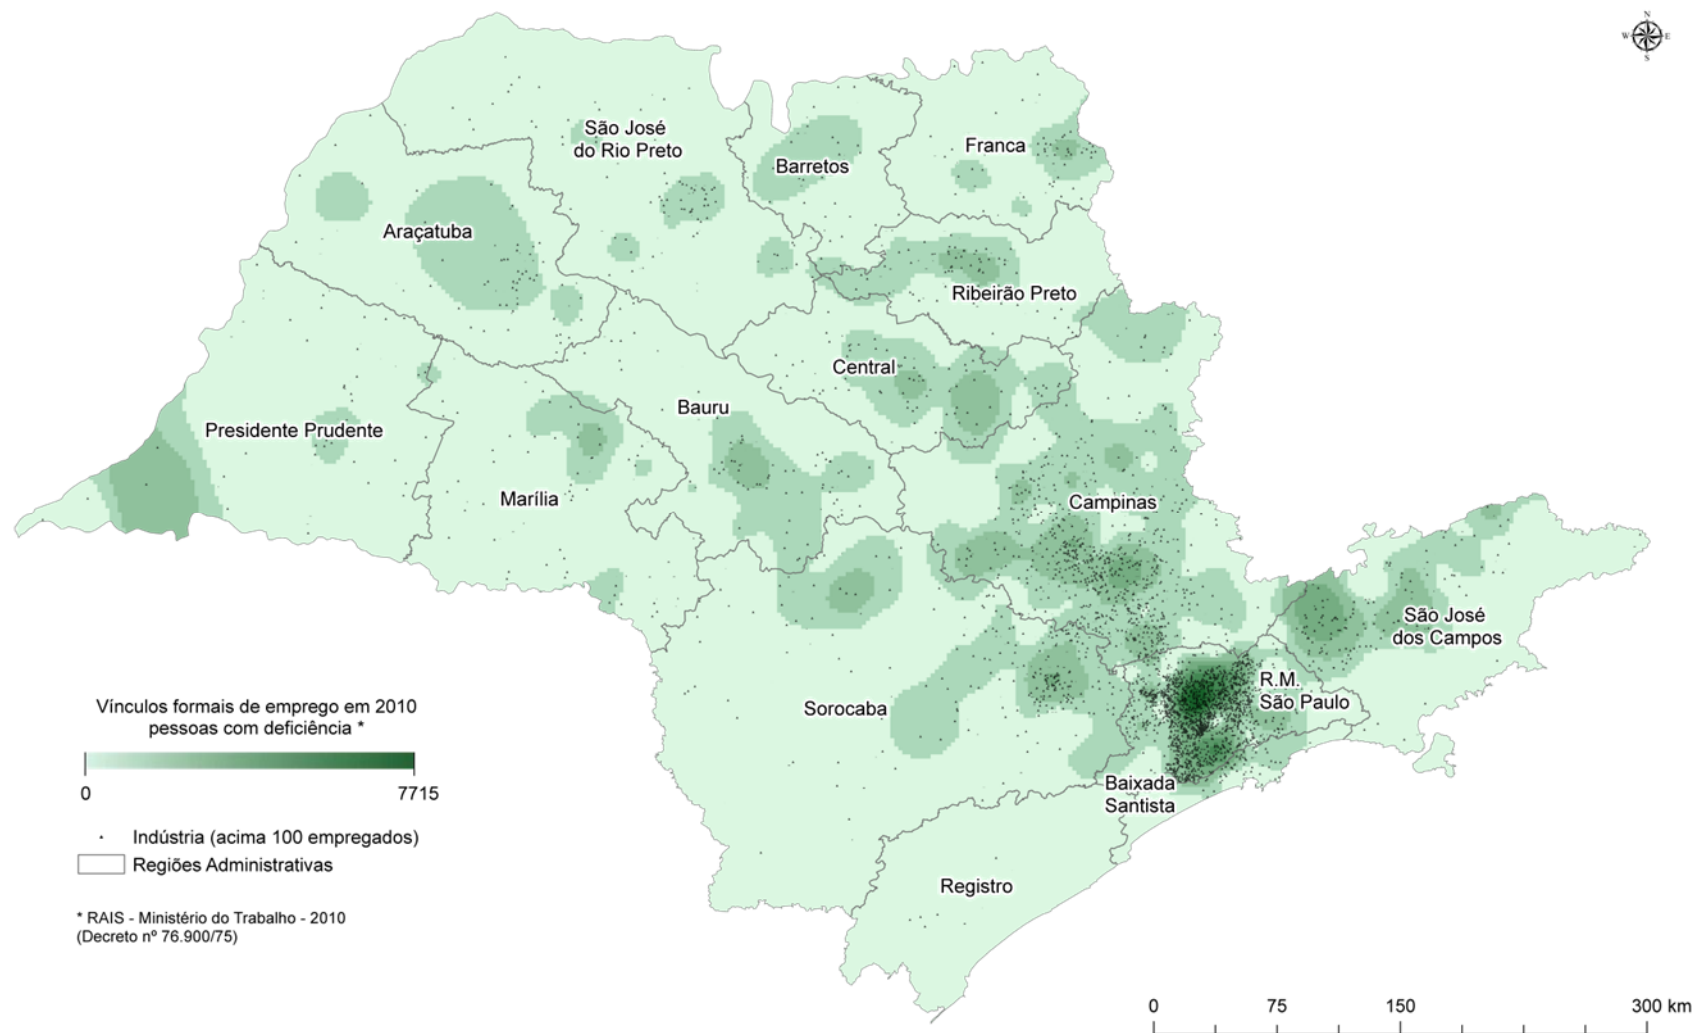 N
W E
S
São José
do Rio Preto
Barretos
Franca
Araçatuba
Ribeirão Preto
Central
Bauru
Presidente Prudente
Marília
Campinas
São José
dos Campos
R.M.
São Paulo
Sorocaba
Baixada
Santista
Registro
Vínculos formais de emprego em 2010
pessoas com deficiência *
0 7715
Indústria (acima 100 empregados)
Regiões Administrativas
* RAIS - Ministério do Trabalho - 2010
(Decreto nº 76.900/75)
0 75 150 300 km